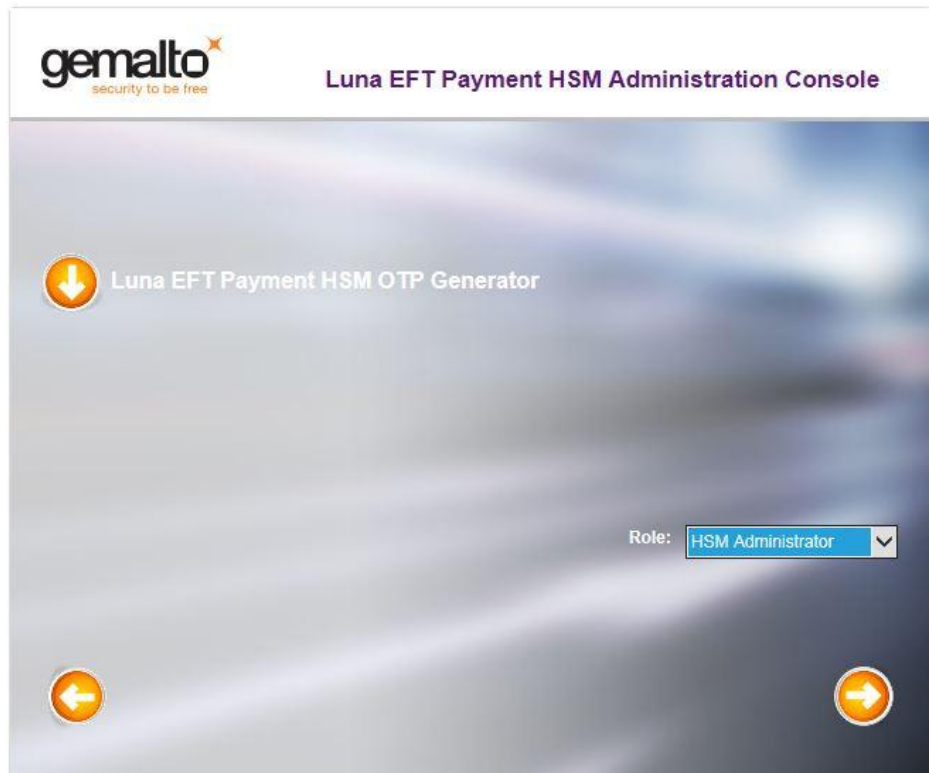 gemalto
security to be free
Luna EFT Payment HSM Administration Console
Luna EFT Payment HSM OTP Generator
Role: HSM Administrator